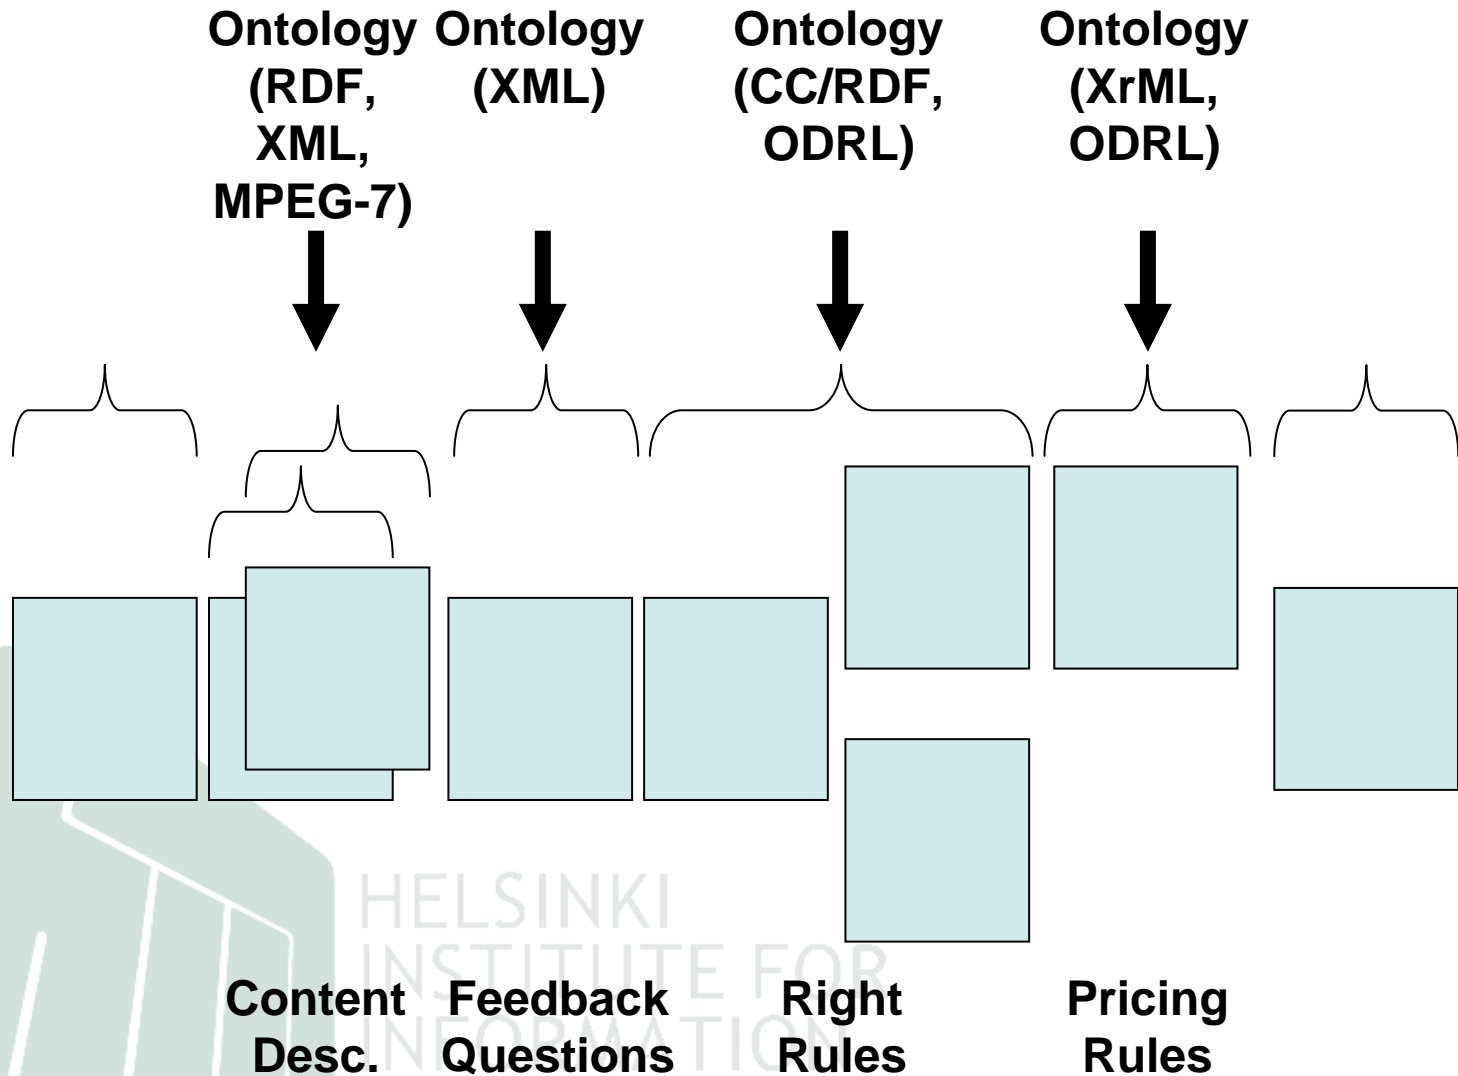 Ontology Ontology Ontology Ontology
(RDF, (XML) (CC/RDF, (XrML,
XML, ODRL) ODRL)
MPEG-7)
HELSINKI
INSTITUTE FOR
INFORMATION
Content Feedback Right Pricing
Desc. Questions Rules Rules